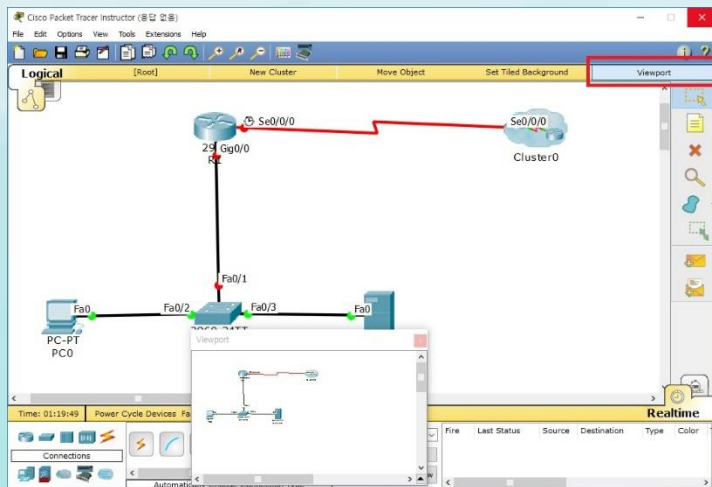 Cisco Packet Tracer Instructor (응답 없음)
File Edit Options View Tools Extensions Help
Logical [Root] New Cluster Move Object Set Tiled Background Viewport
Se0/0/0 Se0/0/0
Gig0/0
Cluster0
Fa0/1
Fa0 Fa0/2 Fa0/3 Fa0
PC-PT
PC0
Viewport
Time: 01:19:49 Power Cycle Devices Realtime
Fire Last Status Source Destination Type Color
Connections